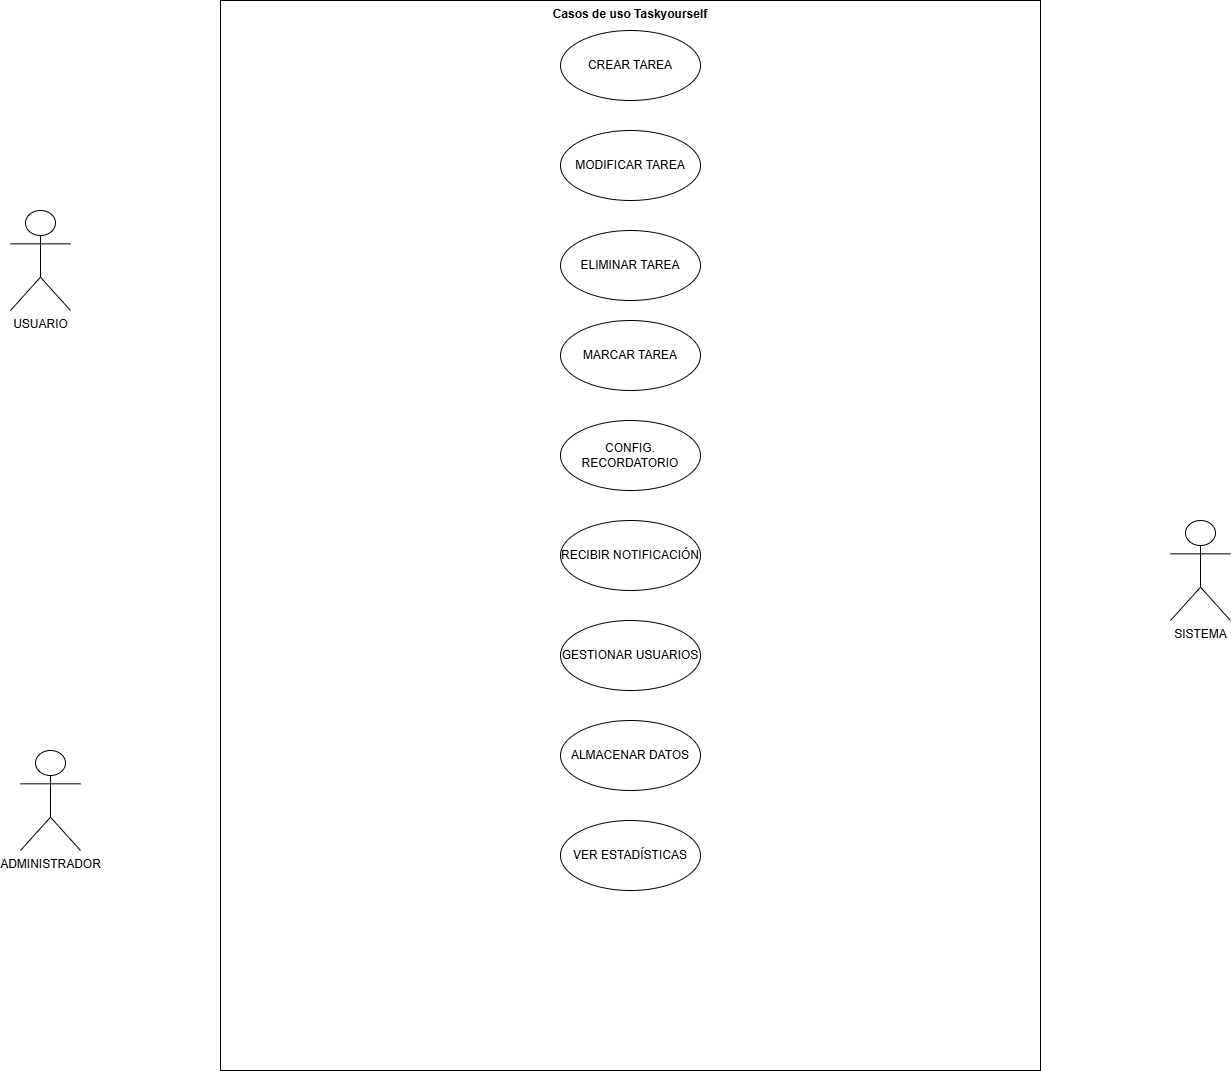 Casos de uso Taskyourself
CREAR TAREA
MODIFICAR TAREA
ELIMINAR TAREA
USUARIO
MARCAR TAREA
CONFIG.
RECORDATORIO
RECIBIR NOTIFICACIÓN
SISTEMA
GESTIONAR USUARIOS
ALMACENAR DATOS
VER ESTADÍSTICAS
ADMINISTRADOR